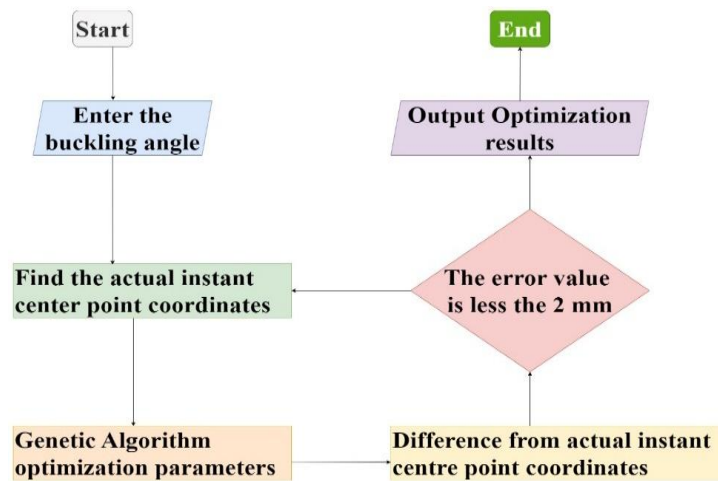 Start
Enter the
buckling angle
Find the actual instant
center point coordinates
Genetic Algorithm
optimization parameters
Difference from actual instant
centre point coordinates
The error value
is less the 2 mm
Output Optimization
results
End